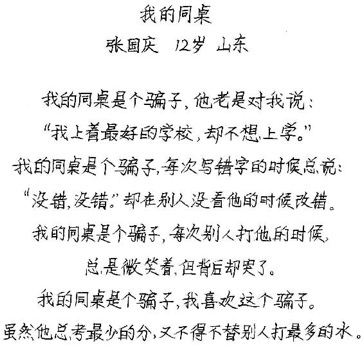 我的同桌
张国庆 12岁 山东
我的同桌是个骗子,他老是对我说:
“我上着最好的学校,却不想上学。”
我的同桌是个骗子,每次写错字的时候总说:
“没错,没错.”却在别人没看他的时候改错。
我的同桌是个骗子,每次别人打他的时候,
总是微笑着,但背后却哭了。
我的同桌是个骗子,我喜欢这个骗子。
虽然他总考最少的分,又不得不替别人打最多的水。